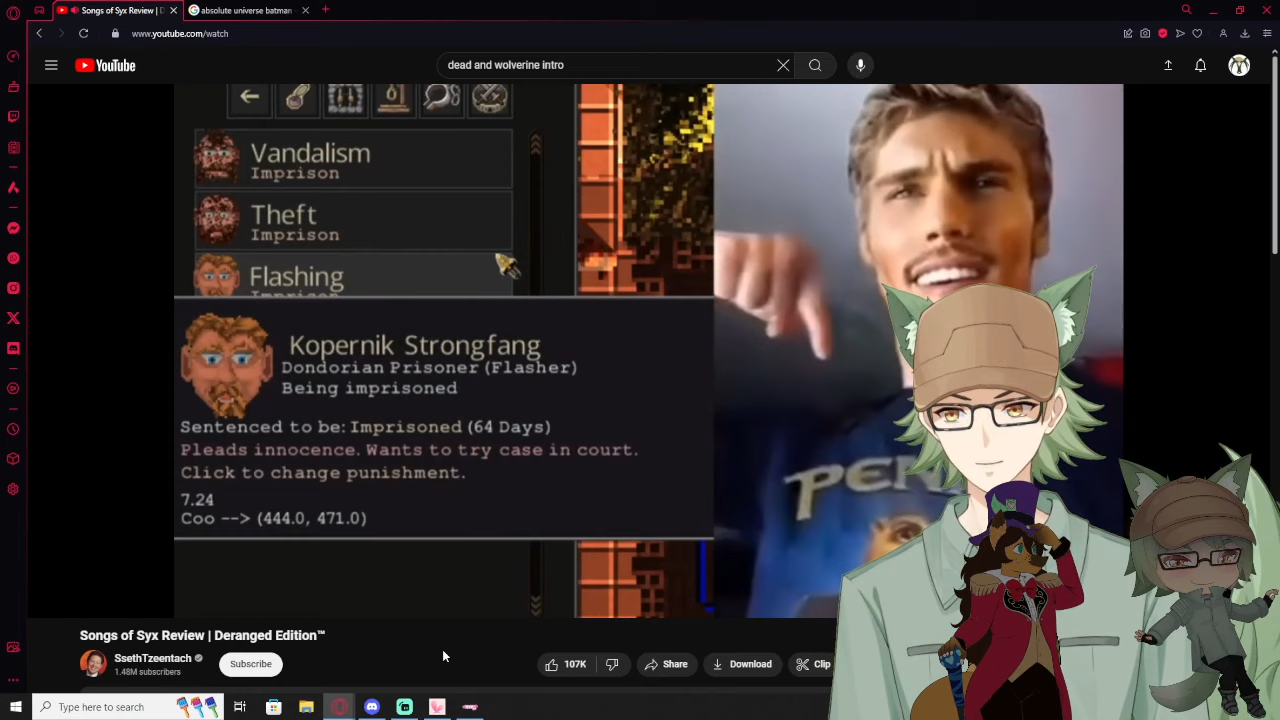 Songs of Syx Review | D
absolute universe batman
www.youtube.com/watch
YouTube
dead and wolverine intro
Vandalism
Imprison
Theft
Imprison
Flashing
Imprison
Kopernik Strongfang
Dondorian Prisoner (Flasher)
Being imprisoned
Sentenced to be: Imprisoned (64 Days)
Pleads innocence. Wants to try case in court.
Click to change punishment.
7.24
Coo --> (444.0, 471.0)
Songs of Syx Review | Deranged Edition™
SsethTzeentach
1.48M subscribers
Subscribe
107K
Share
Download
Clip
Type here to search